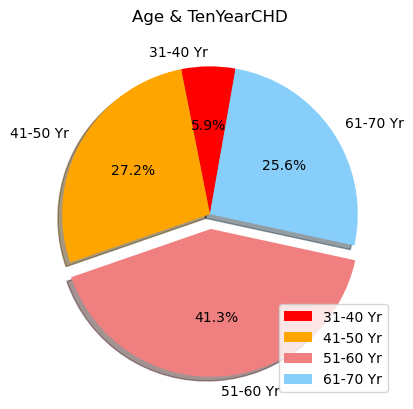 Age & TenYearCHD
31-40 Yr
5.9%
41-50 Yr
27.2%
61-70 Yr
25.6%
41.3%
51-60 Yr
31-40 Yr
41-50 Yr
51-60 Yr
61-70 Yr